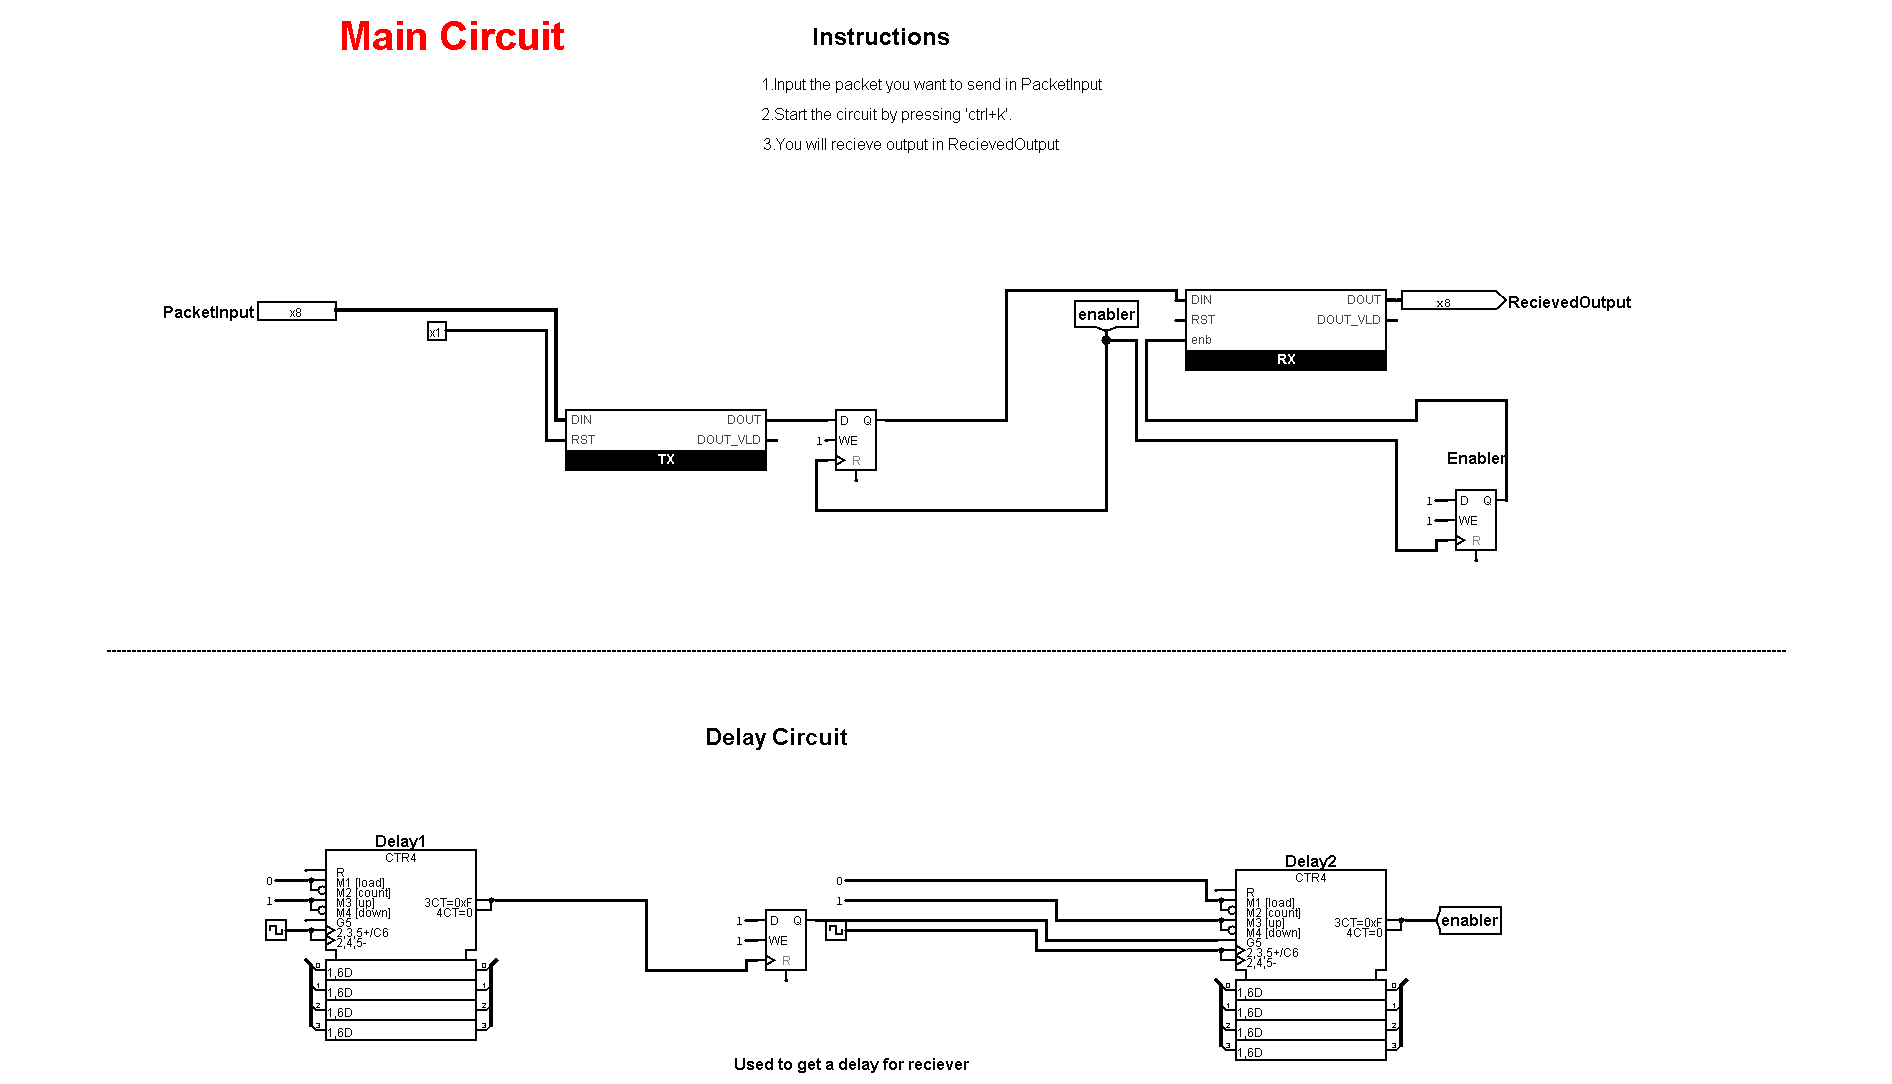 Main Circuit
Instructions
1.Input the packet you want to send in PacketInput
2.Start the circuit by pressing 'ctrl+k'.
3.You will recieve output in RecievedOutput
PacketInput
x8
x1
DIN
RST
DOUT
DOUT_VLD
TX
D
Q
1
WE
R
enabler
DIN
RST
enb
DOUT
DOUT_VLD
RX
x8
RecievedOutput
Enabler
1
D
Q
1
WE
R
Delay Circuit
Delay1
CTR4
0
1
R
M1 [load]
M2 [count]
M3 [up]
M4 [down]
G5
2,3,5+/C6
2,4,5-
3CT=0xF
4CT=0
0
1,6D
0
1
1,6D
1
2
1,6D
2
3
1,6D
3
1
D
Q
1
WE
R
0
1
Delay2
CTR4
R
M1 [load]
M2 [count]
M3 [up]
M4 [down]
G5
2,3,5+/C6
2,4,5-
3CT=0xF
4CT=0
enabler
0
1,6D
0
1
1,6D
1
2
1,6D
2
3
1,6D
3
Used to get a delay for reciever